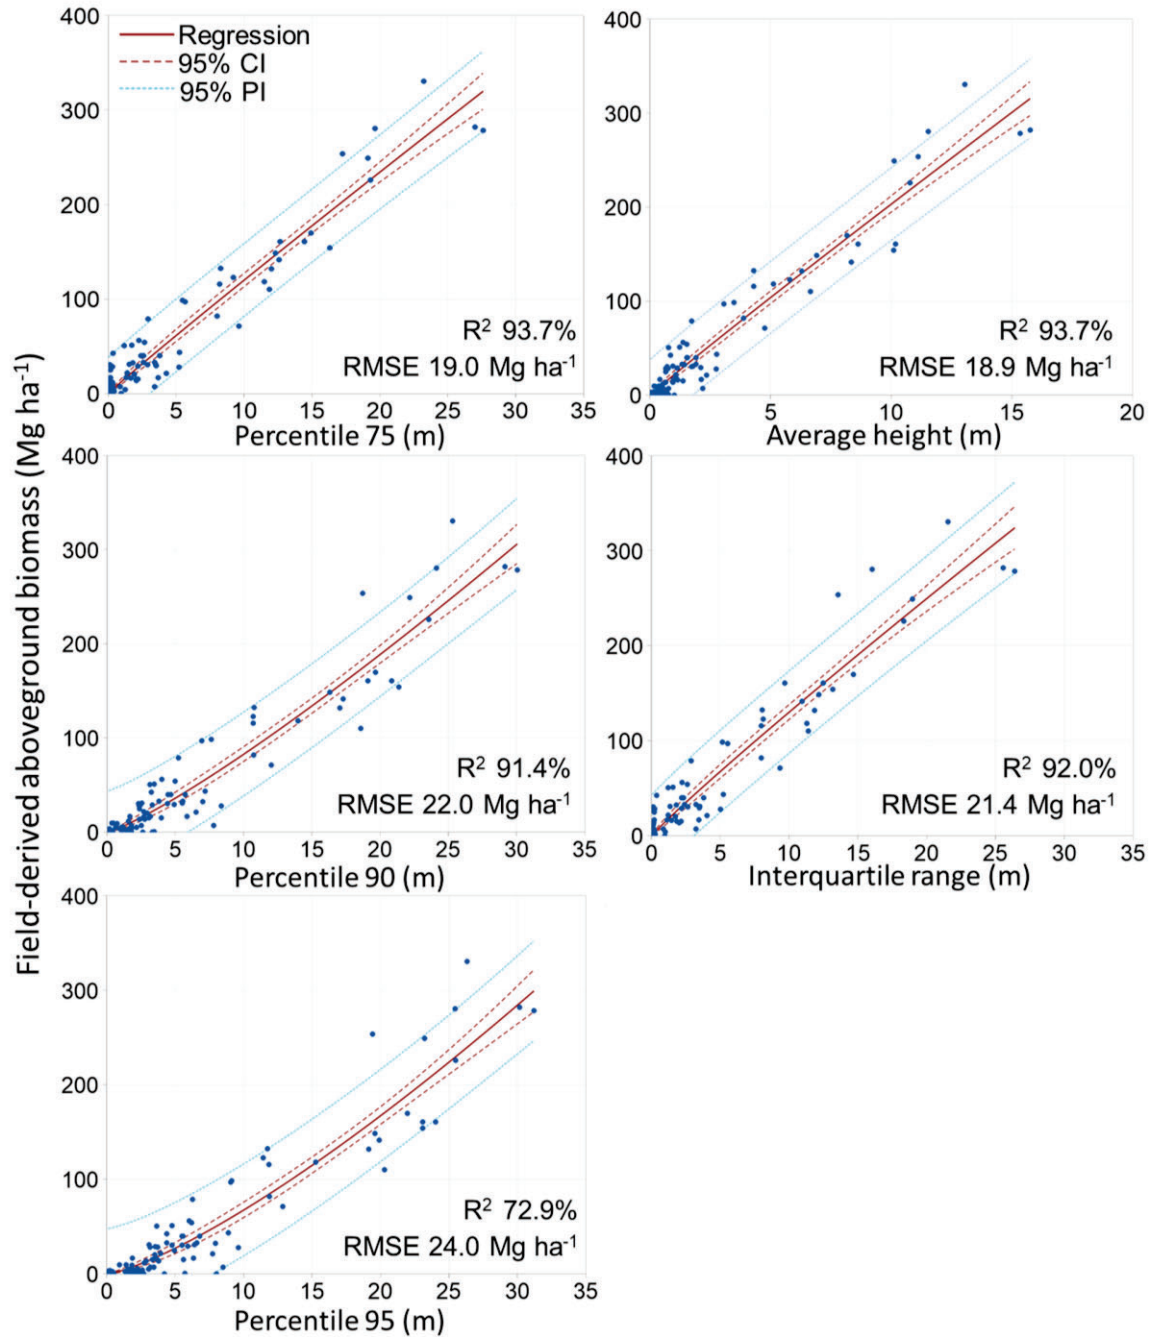 Field-derived aboveground biomass (Mg ha⁻¹)
400
300
200
100
0
Regression
95% CI
95% PI
R² 93.7%
RMSE 19.0 Mg ha⁻¹
0 5 10 15 20 25 30 35
Percentile 75 (m)
400
300
200
100
0
R² 93.7%
RMSE 18.9 Mg ha⁻¹
0 5 10 15 20
Average height (m)
400
300
200
100
0
R² 91.4%
RMSE 22.0 Mg ha⁻¹
0 5 10 15 20 25 30 35
Percentile 90 (m)
400
300
200
100
0
R² 92.0%
RMSE 21.4 Mg ha⁻¹
0 5 10 15 20 25 30 35
Interquartile range (m)
400
300
200
100
0
R² 72.9%
RMSE 24.0 Mg ha⁻¹
0 5 10 15 20 25 30 35
Percentile 95 (m)